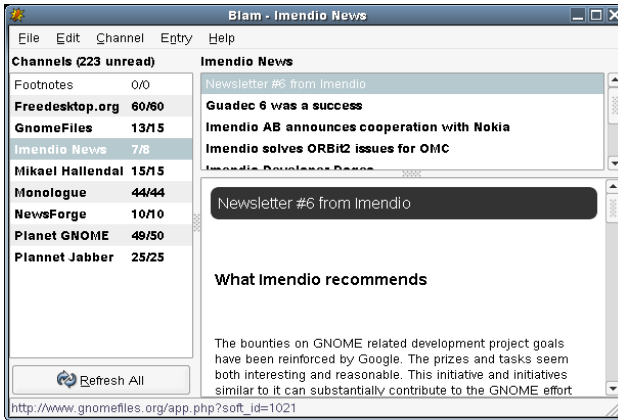 Blam - Imendio News
File Edit Channel Entry Help
Channels (223 unread)
Footnotes 0/0
Freedesktop.org 60/60
GnomeFiles 13/15
Imendio News 7/8
Mikael Hallendal 15/15
Monologue 44/44
NewsForge 10/10
Planet GNOME 49/50
Plannet Jabber 25/25
Refresh All
Imendio News
Newsletter #6 from Imendio
Guadec 6 was a success
Imendio AB announces cooperation with Nokia
Imendio solves ORBit2 issues for OMC
Imendio Developer Pages
Newsletter #6 from Imendio
What Imendio recommends
The bounties on GNOME related development project goals
have been reinforced by Google. The prizes and tasks seem
both interesting and reasonable. This initiative and initiatives
similar to it can substantially contribute to the GNOME effort
http://www.gnomefiles.org/app.php?soft_id=1021